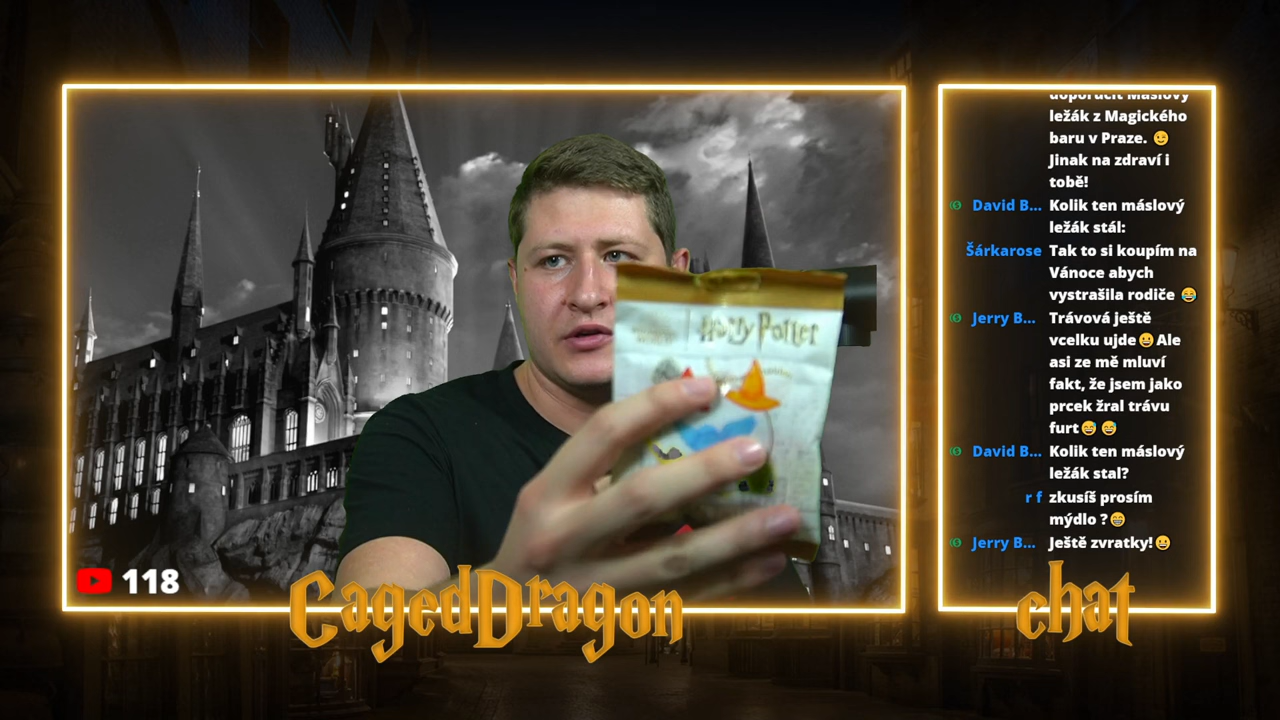 Harry Potter
118
CagedDragon
doporučit Máslový
ležák z Magického
baru v Praze. 😉
Jinak na zdraví i
tobě!
David B... Kolik ten máslový
ležák stál:
Šárkarose Tak to si koupím na
Vánoce abych
vystrašila rodiče 😂
Jerry B... Trávová ještě
vcelku ujde😀Ale
asi ze mě mluví
fakt, že jsem jako
prcek žral trávu
furt😅😅
David B... Kolik ten máslový
ležák stal?
r f zkusíš prosím
mýdlo ?😁
Jerry B... Ještě zvratky!😀
chat